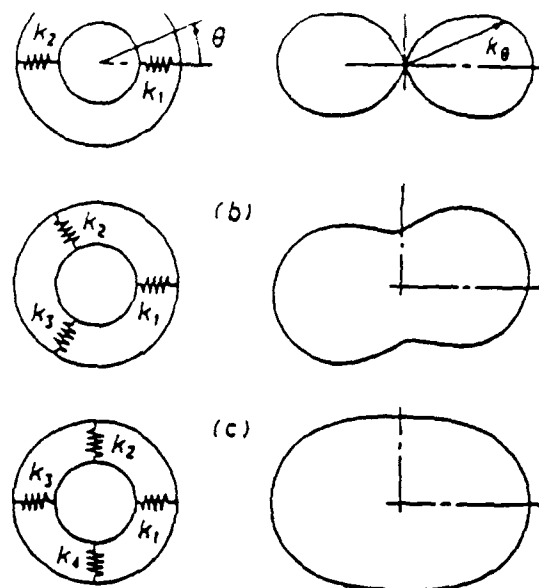 k₂ θ
k₁ kθ
(b)
k₂
k₃ k₁
(c)
k₂
k₃
k₁
k₄